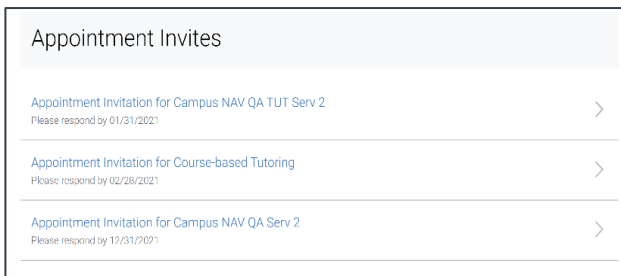 Appointment Invites
Appointment Invitation for Campus NAV QA TUT Serv 2
Please respond by 01/31/2021
Appointment Invitation for Course-based Tutoring
Please respond by 02/28/2021
Appointment Invitation for Campus NAV QA Serv 2
Please respond by 12/31/2021